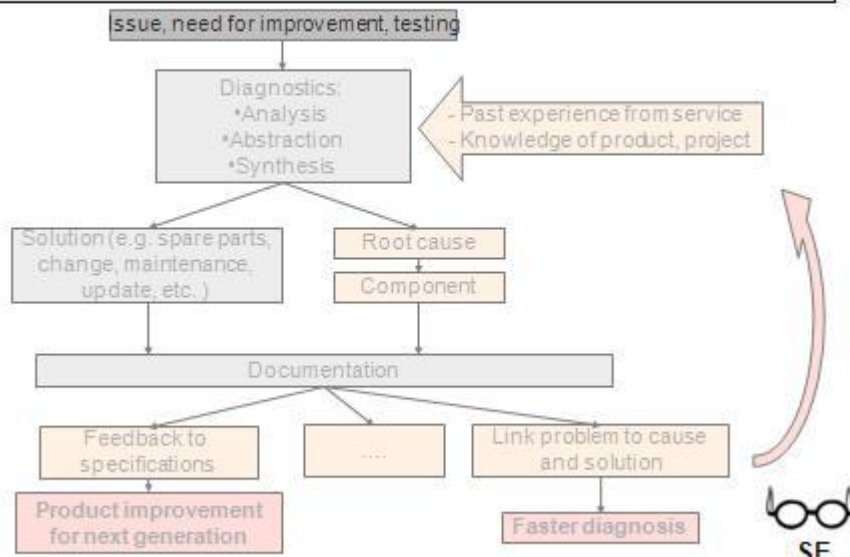 Issue, need for improvement, testing
Diagnostics:
•Analysis
•Abstraction
•Synthesis
- Past experience from service
- Knowledge of product, project
Solution (e.g. spare parts,
change, maintenance,
update, etc. )
Root cause
Component
Documentation
Feedback to
specifications
....
Link problem to cause
and solution
Product improvement
for next generation
Faster diagnosis
SE